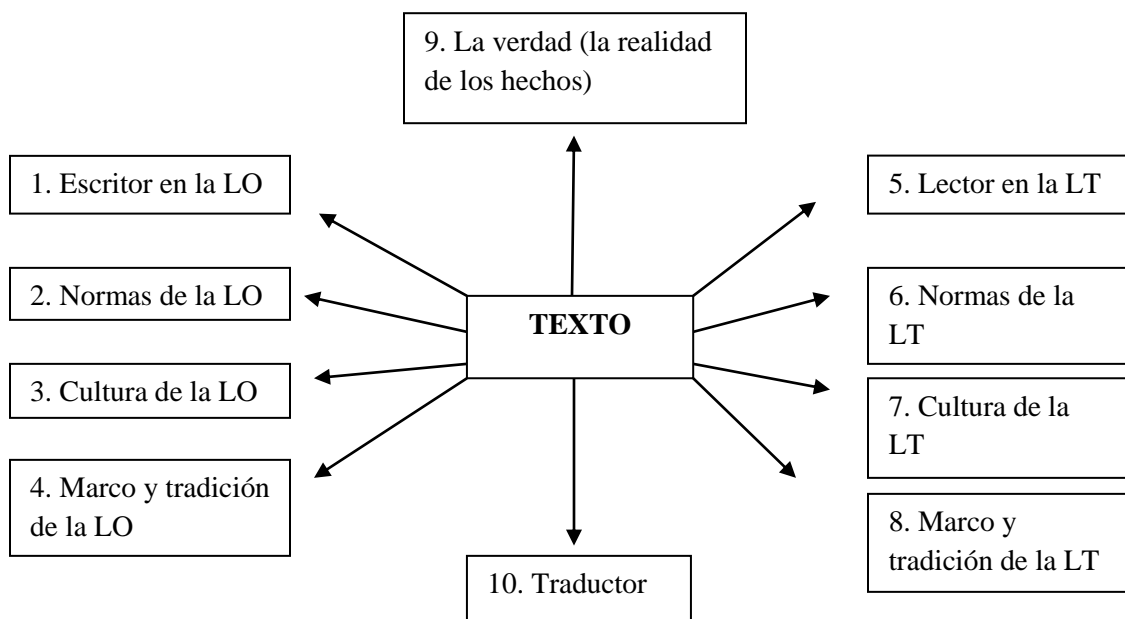 9. La verdad (la realidad
de los hechos)
1. Escritor en la LO
5. Lector en la LT
2. Normas de la LO
6. Normas de la
LT
TEXTO
3. Cultura de la LO
7. Cultura de la
LT
4. Marco y tradición
de la LO
8. Marco y
tradición de la LT
10. Traductor